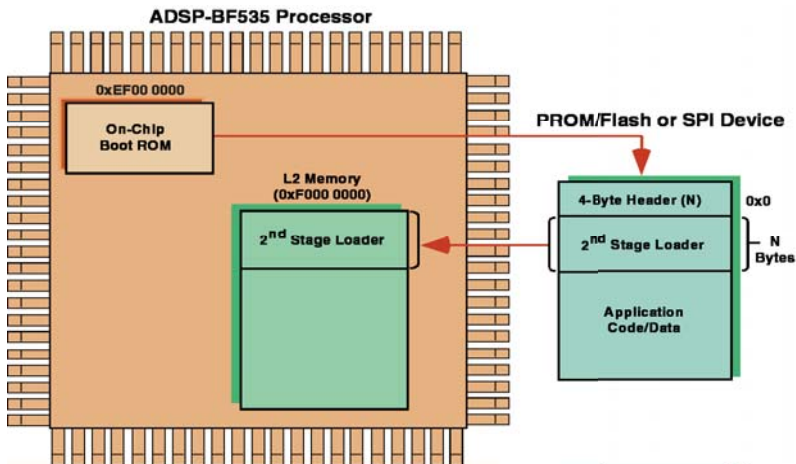 ADSP-BF535 Processor
0xEF00 0000
On-Chip
Boot ROM
PROM/Flash or SPI Device
L2 Memory
(0xF000 0000)
2nd Stage Loader
4-Byte Header (N)
0x0
2nd Stage Loader
N
Bytes
Application
Code/Data